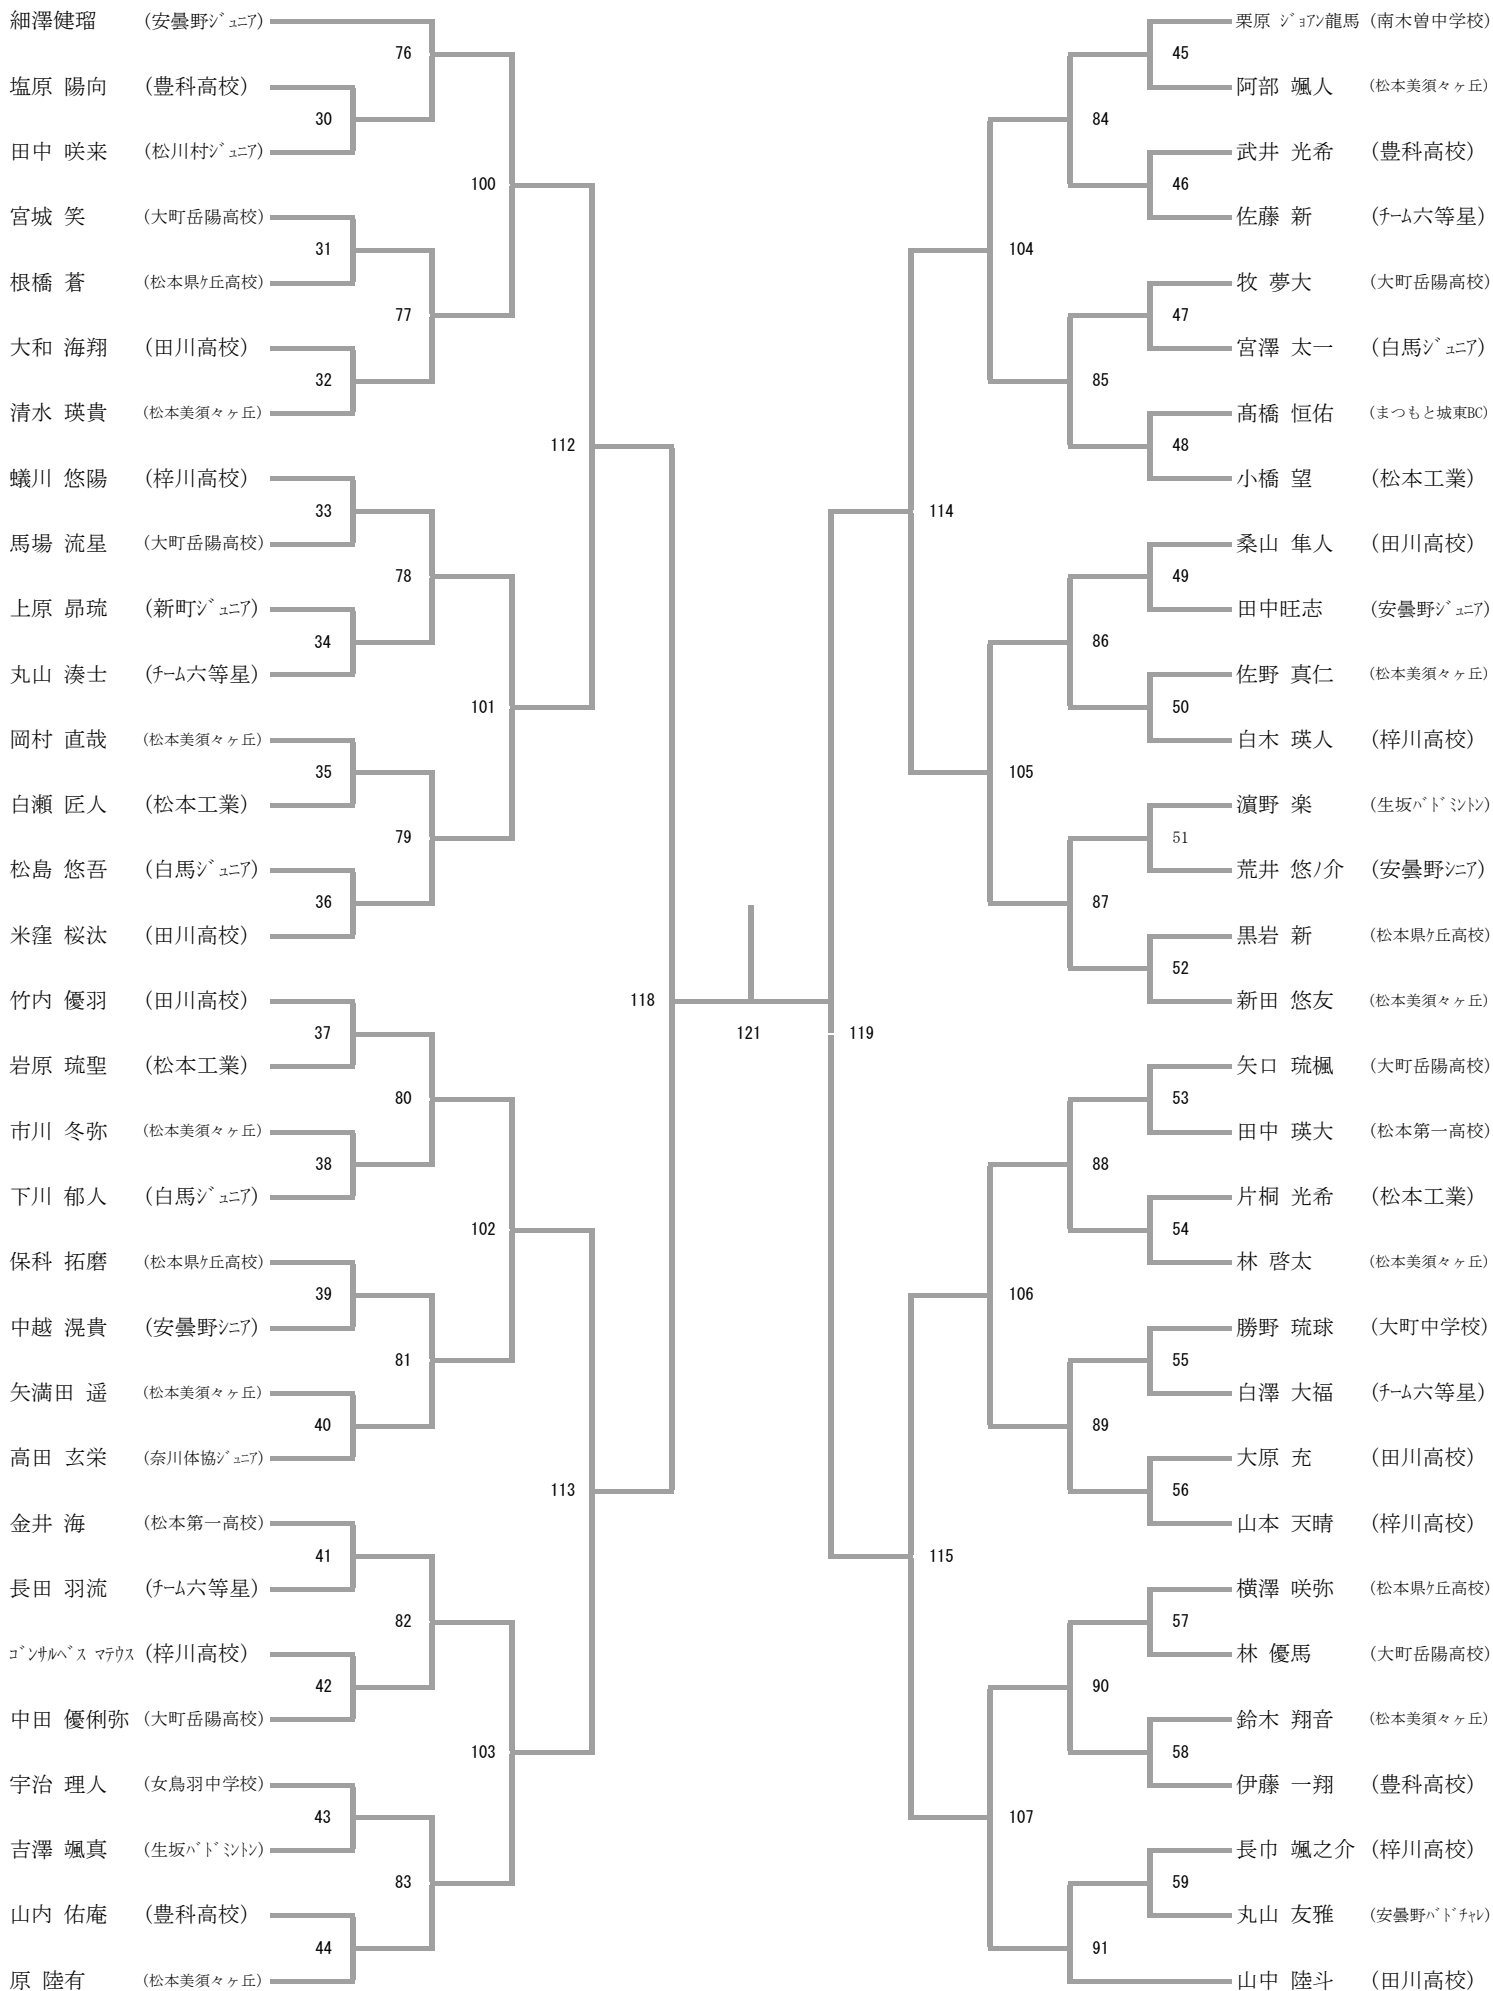 細澤健瑠 (安曇野ｼﾞｭﾆｱ)
76
塩原 陽向 (豊科高校)
30
田中 咲来 (松川村ｼﾞｭﾆｱ)
100
宮城 笑 (大町岳陽高校)
31
根橋 蒼 (松本県ｹ丘高校)
77
大和 海翔 (田川高校)
32
清水 瑛貴 (松本美須々ヶ丘)
112
蟻川 悠陽 (梓川高校)
33
馬場 流星 (大町岳陽高校)
78
上原 昴琉 (新町ｼﾞｭﾆｱ)
34
丸山 湊士 (ﾁｰﾑ六等星)
101
岡村 直哉 (松本美須々ヶ丘)
35
白瀬 匠人 (松本工業)
79
松島 悠吾 (白馬ｼﾞｭﾆｱ)
36
米窪 桜汰 (田川高校)
竹内 優羽 (田川高校)
118
37
岩原 琉聖 (松本工業)
80
市川 冬弥 (松本美須々ヶ丘)
38
下川 郁人 (白馬ｼﾞｭﾆｱ)
102
保科 拓磨 (松本県ｹ丘高校)
39
中越 滉貴 (安曇野ｼﾆｱ)
81
矢満田 遥 (松本美須々ヶ丘)
40
高田 玄栄 (奈川体協ｼﾞｭﾆｱ)
113
金井 海 (松本第一高校)
41
長田 羽流 (ﾁｰﾑ六等星)
82
ｺﾞﾝｻﾙﾍﾞｽ ﾏﾃｳｽ (梓川高校)
42
中田 優俐弥 (大町岳陽高校)
103
宇治 理人 (女鳥羽中学校)
43
吉澤 颯真 (生坂ﾊﾞﾄﾞﾐﾝﾄﾝ)
83
山内 佑庵 (豊科高校)
44
原 陸有 (松本美須々ヶ丘)
121
栗原 ｼﾞｮｱﾝ龍馬 (南木曽中学校)
45
阿部 颯人 (松本美須々ヶ丘)
84
武井 光希 (豊科高校)
46
佐藤 新 (ﾁｰﾑ六等星)
104
牧 夢大 (大町岳陽高校)
47
宮澤 太一 (白馬ｼﾞｭﾆｱ)
85
髙橋 恒佑 (まつもと城東BC)
48
小橋 望 (松本工業)
114
桑山 隼人 (田川高校)
49
田中旺志 (安曇野ｼﾞｭﾆｱ)
86
佐野 真仁 (松本美須々ヶ丘)
50
白木 瑛人 (梓川高校)
105
濵野 楽 (生坂ﾊﾞﾄﾞﾐﾝﾄﾝ)
51
荒井 悠ﾉ介 (安曇野ｼﾆｱ)
87
黒岩 新 (松本県ｹ丘高校)
52
新田 悠友 (松本美須々ヶ丘)
119
矢口 琉楓 (大町岳陽高校)
53
田中 瑛大 (松本第一高校)
88
片桐 光希 (松本工業)
54
林 啓太 (松本美須々ヶ丘)
106
勝野 琉球 (大町中学校)
55
白澤 大福 (ﾁｰﾑ六等星)
89
大原 充 (田川高校)
56
山本 天晴 (梓川高校)
115
横澤 咲弥 (松本県ｹ丘高校)
57
林 優馬 (大町岳陽高校)
90
鈴木 翔音 (松本美須々ヶ丘)
58
伊藤 一翔 (豊科高校)
107
長巾 颯之介 (梓川高校)
59
丸山 友雅 (安曇野ﾊﾞﾄﾞﾁｬﾚ)
91
山中 陸斗 (田川高校)